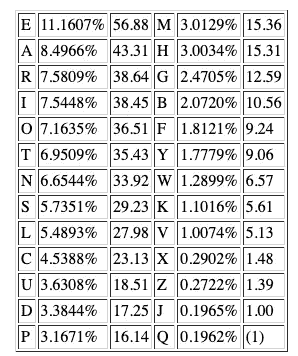 E 11.1607% 56.88 M 3.0129% 15.36
A 8.4966% 43.31 H 3.0034% 15.31
R 7.5809% 38.64 G 2.4705% 12.59
I 7.5448% 38.45 B 2.0720% 10.56
O 7.1635% 36.51 F 1.8121% 9.24
T 6.9509% 35.43 Y 1.7779% 9.06
N 6.6544% 33.92 W 1.2899% 6.57
S 5.7351% 29.23 K 1.1016% 5.61
L 5.4893% 27.98 V 1.0074% 5.13
C 4.5388% 23.13 X 0.2902% 1.48
U 3.6308% 18.51 Z 0.2722% 1.39
D 3.3844% 17.25 J 0.1965% 1.00
P 3.1671% 16.14 Q 0.1962% (1)